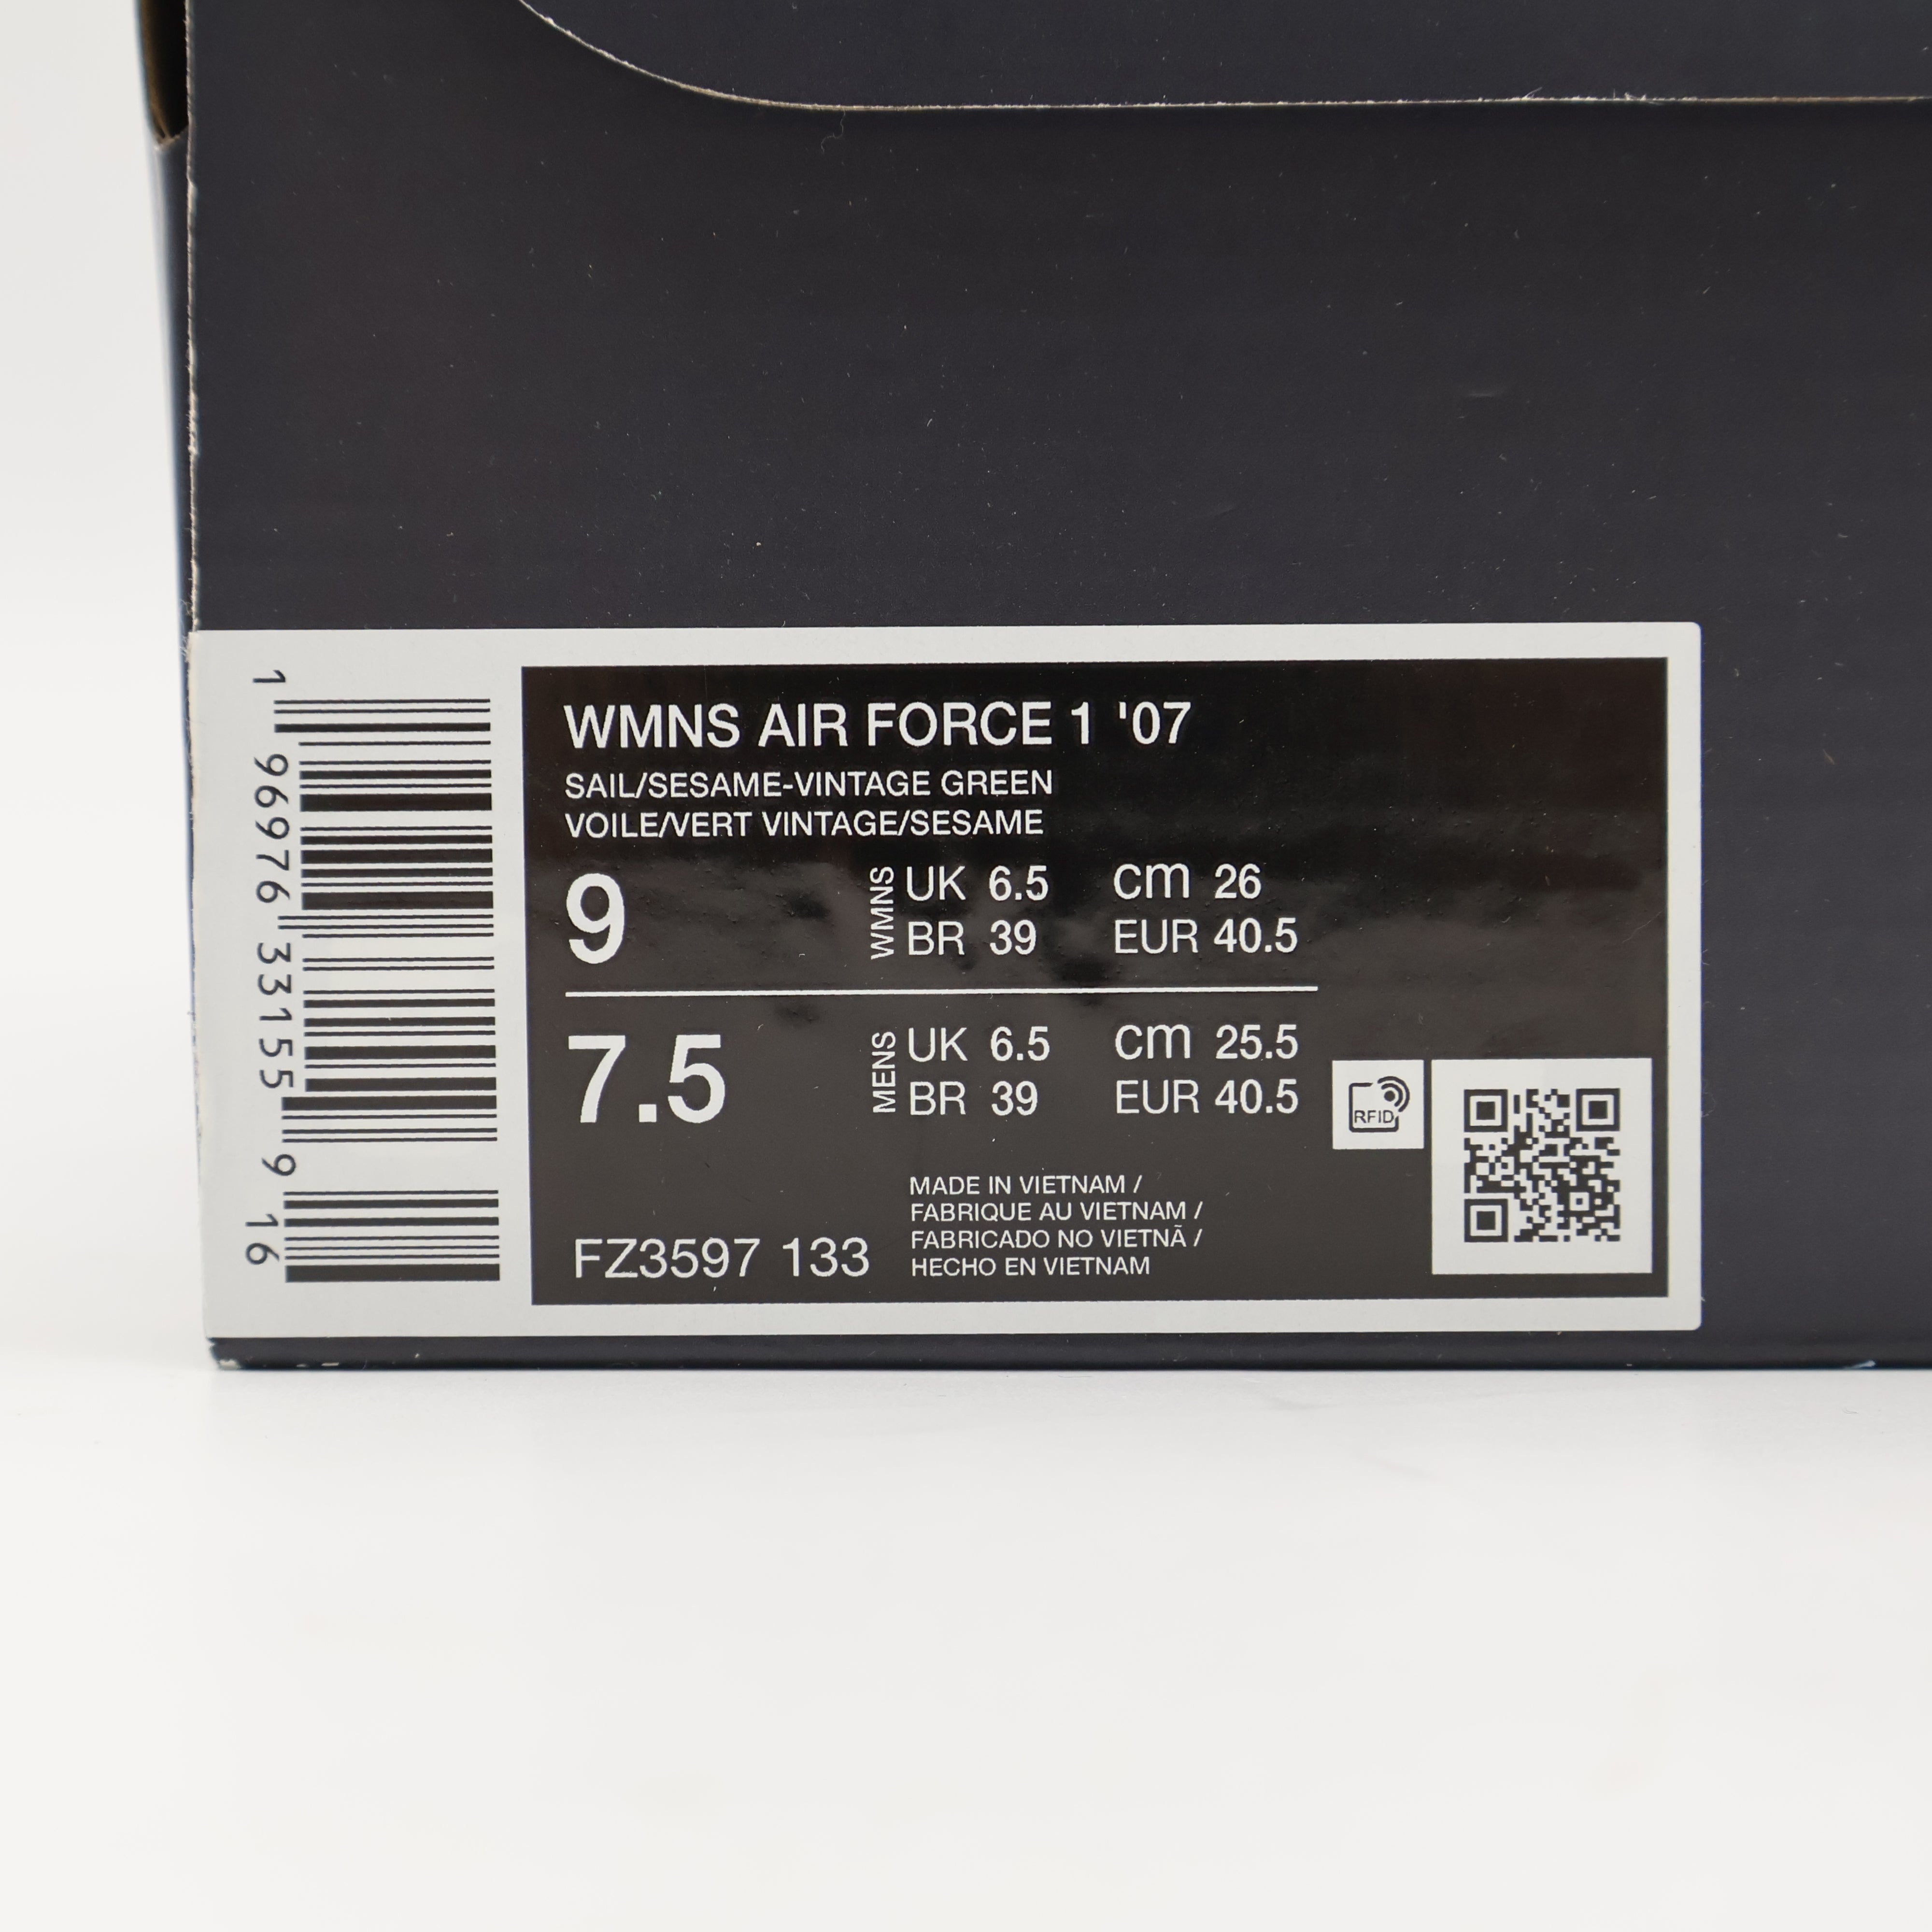 1 96976 33155 9 16
WMNS AIR FORCE 1 '07
SAIL/SESAME-VINTAGE GREEN
VOILE/VERT VINTAGE/SESAME
9 WMNS UK 6.5 cm 26
BR 39 EUR 40.5
7.5 MENS UK 6.5 cm 25.5
BR 39 EUR 40.5
RFID
MADE IN VIETNAM /
FABRIQUE AU VIETNAM /
FABRICADO NO VIETNÃ /
HECHO EN VIETNAM
FZ3597 133